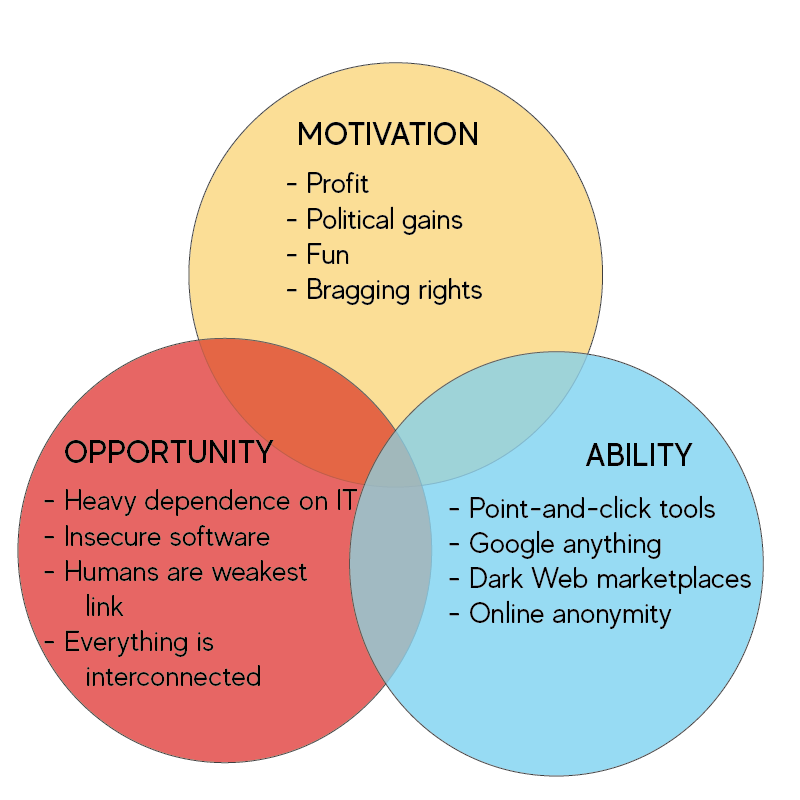 MOTIVATION
- Profit
- Political gains
- Fun
- Bragging rights
OPPORTUNITY
- Heavy dependence on IT
- Insecure software
- Humans are weakest
link
- Everything is
interconnected
ABILITY
- Point-and-click tools
- Google anything
- Dark Web marketplaces
- Online anonymity